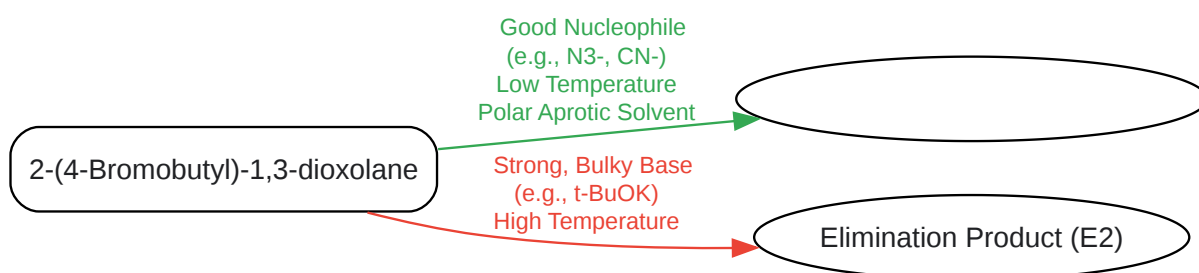 Good Nucleophile
(e.g., N3-, CN-)
Low Temperature
Polar Aprotic Solvent
2-(4-Bromobutyl)-1,3-dioxolane
Strong, Bulky Base
(e.g., t-BuOK)
High Temperature
Elimination Product (E2)